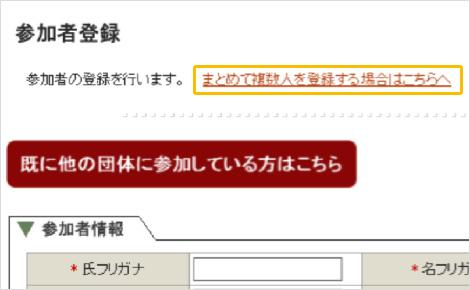 参加者登録
参加者の登録を行います。 まとめて複数人を登録する場合はこちらへ
既に他の団体に参加している方はこちら
▼ 参加者情報
* 氏フリガナ * 名フリガ